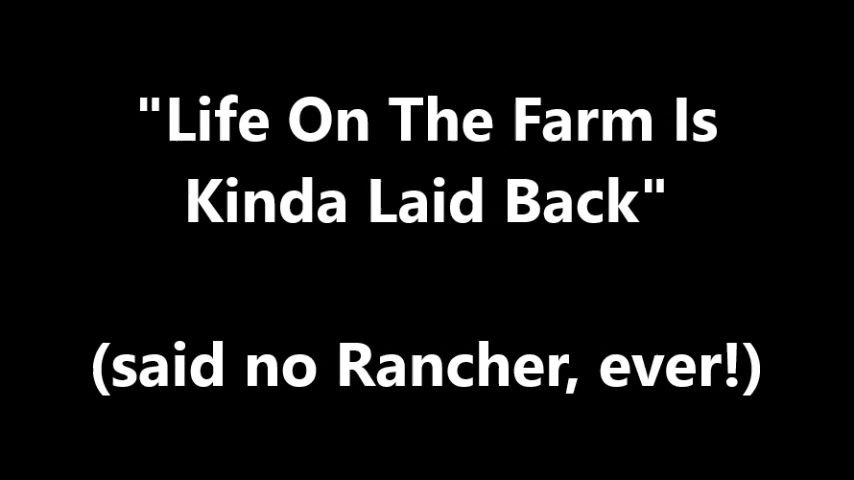 "Life On The Farm Is
Kinda Laid Back"
(said no Rancher, ever!)